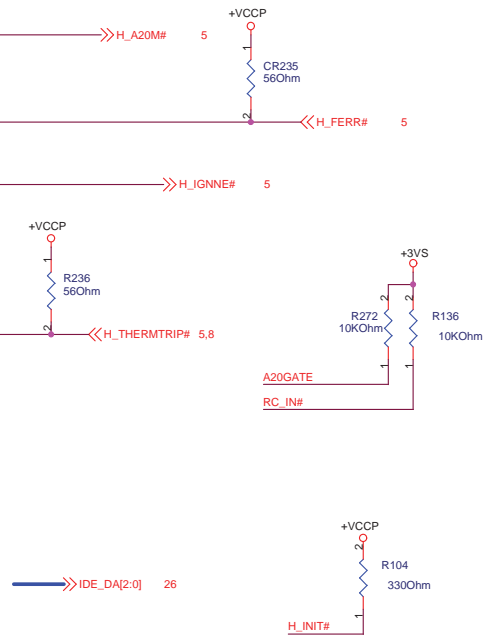 +VCCP
H_A20M# 5
1
CR235
56Ohm
2
H_FERR# 5
H_IGNNE# 5
+VCCP
1
R236
56Ohm
2
H_THERMTRIP# 5,8
+3VS
2 2
R272 R136
10KOhm 10KOhm
1 1
A20GATE
RC_IN#
+VCCP
2
R104
330Ohm
IDE_DA[2:0] 26
1
H_INIT#